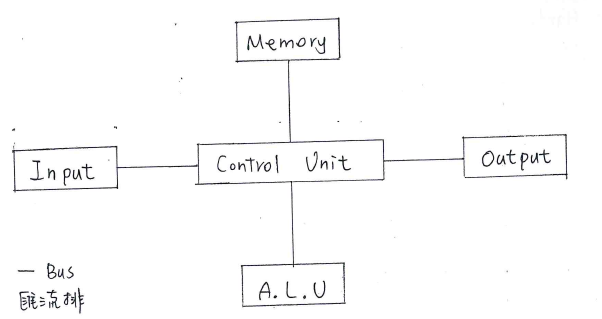 Memory
Input
Control Unit
Output
A.L.U
— Bus
匯流排